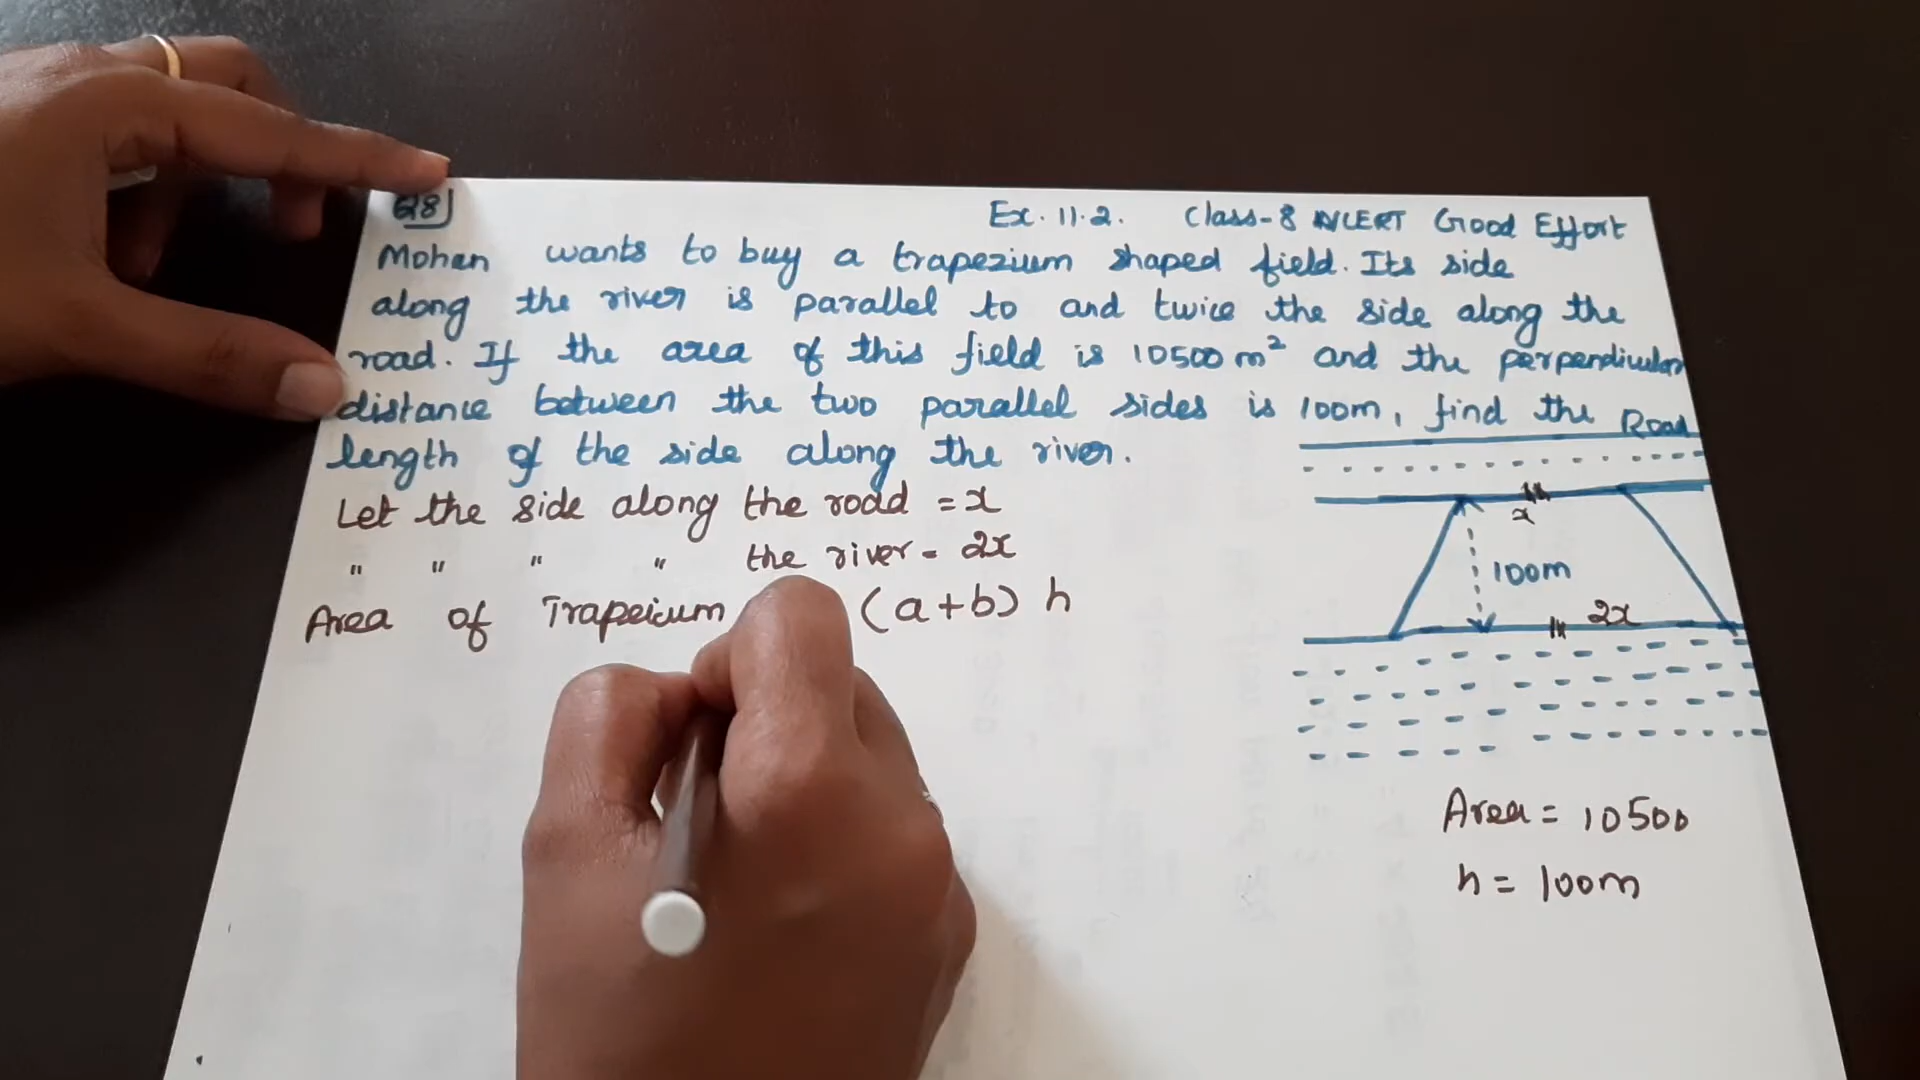 Q8
Ex. 11.2. Class-8 NCERT Good Effort
Mohan wants to buy a trapezium shaped field. Its side
along the river is parallel to and twice the side along the
road. If the area of this field is 10500 m² and the perpendicular
distance between the two parallel sides is 100m, find the
length of the side along the river.
Road
Let the side along the road = x
" " " " the river = 2x
Area of Trapezium (a+b) h
x
100m
2x
Area = 10500
h = 100m